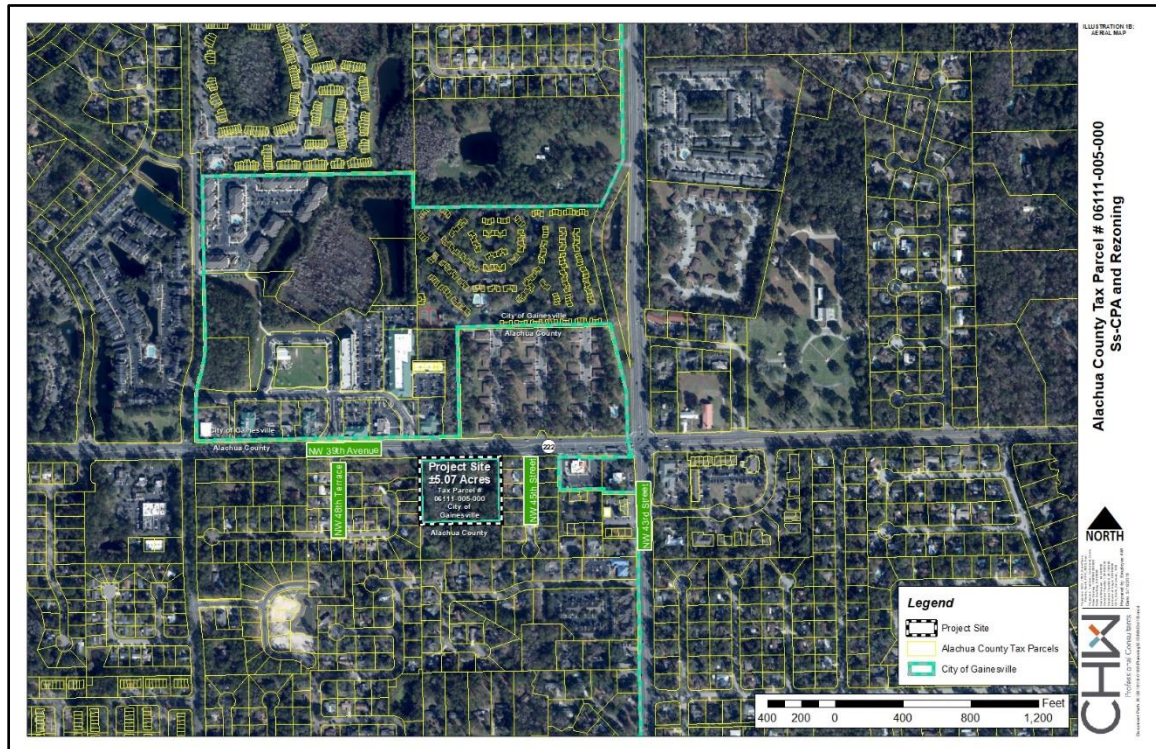 ILLUSTRATION 1B:
AERIAL MAP
Alachua County Tax Parcel # 06111-005-000
Ss-CPA and Rezoning
City of Gainesville
Alachua County
City of Gainesville
Alachua County
NW 39th Avenue
222
NW 48th Terrace
Project Site
±5.07 Acres
Tax Parcel #
06111-005-000
City of
Gainesville
Alachua County
NW 45th Street
NW 43rd Street
NORTH
Legend
Project Site
Alachua County Tax Parcels
City of Gainesville
Feet
400 200 0 400 800 1,200
CHW
Professional Consultants